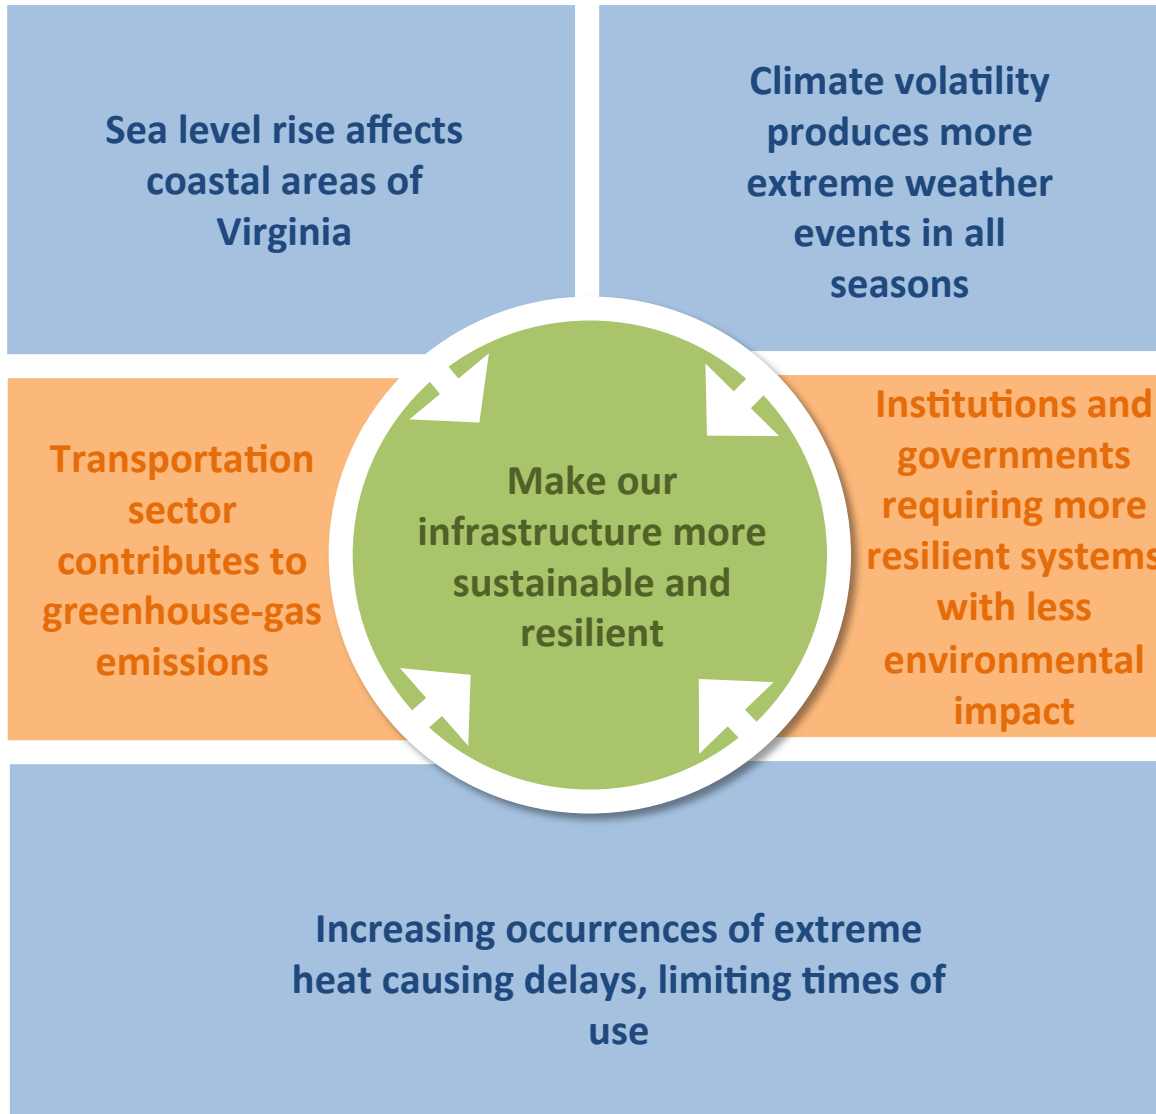 Sea level rise affects
coastal areas of
Virginia
Climate volatility
produces more
extreme weather
events in all
seasons
Transportation
sector
contributes to
greenhouse-gas
emissions
Make our
infrastructure more
sustainable and
resilient
Institutions and
governments
requiring more
resilient systems
with less
environmental
impact
Increasing occurrences of extreme
heat causing delays, limiting times of
use